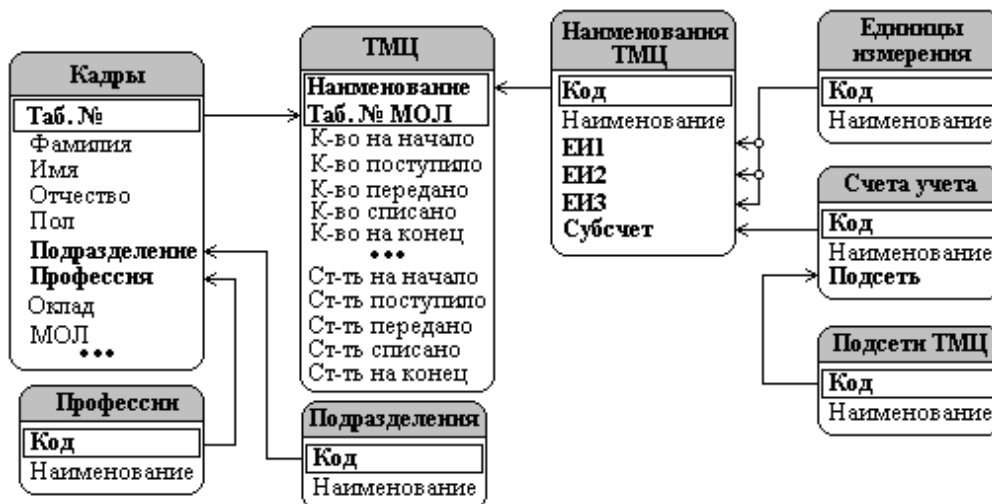 Кадры
Таб. №
Фамилия
Имя
Отчество
Пол
Подразделение
Профессия
Оклад
МОЛ
•••
Профессии
Код
Наименование
ТМЦ
Наименование
Таб. № МОЛ
К-во на начало
К-во поступило
К-во передано
К-во списано
К-во на конец
•••
Ст-ть на начало
Ст-ть поступило
Ст-ть передано
Ст-ть списано
Ст-ть на конец
Подразделения
Код
Наименование
Наименования
ТМЦ
Код
Наименование
ЕИ1
ЕИ2
ЕИ3
Субсчет
Единицы
измерения
Код
Наименование
Счета учета
Код
Наименование
Подсеть
Подсети ТМЦ
Код
Наименование